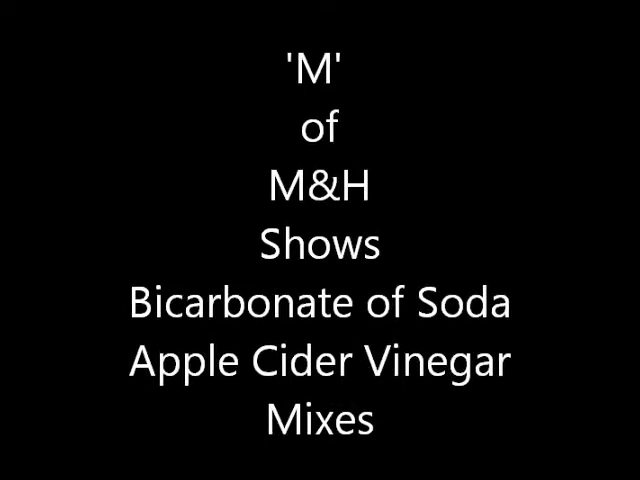 'M'
of
M&H
Shows
Bicarbonate of Soda
Apple Cider Vinegar
Mixes